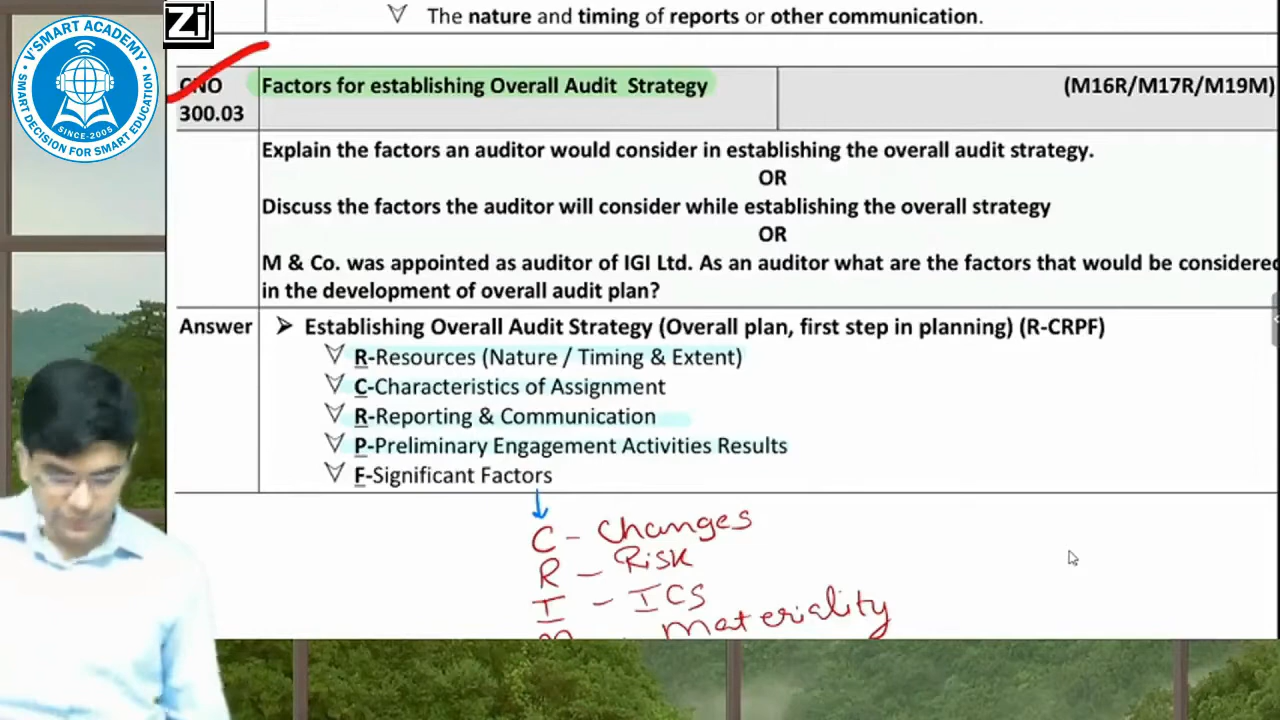 The nature and timing of reports or other communication.
Zi
V'SMART ACADEMY
SMART DECISION FOR SMART EDUCATION
SINCE-2005
QNO Factors for establishing Overall Audit Strategy (M16R/M17R/M19M)
300.03
Explain the factors an auditor would consider in establishing the overall audit strategy.
OR
Discuss the factors the auditor will consider while establishing the overall strategy
OR
M & Co. was appointed as auditor of IGI Ltd. As an auditor what are the factors that would be considered
in the development of overall audit plan?
Answer ➢ Establishing Overall Audit Strategy (Overall plan, first step in planning) (R-CRPF)
R-Resources (Nature / Timing & Extent)
C-Characteristics of Assignment
R-Reporting & Communication
P-Preliminary Engagement Activities Results
F-Significant Factors
C - Changes
R - Risk
I - ICS
m - materiality